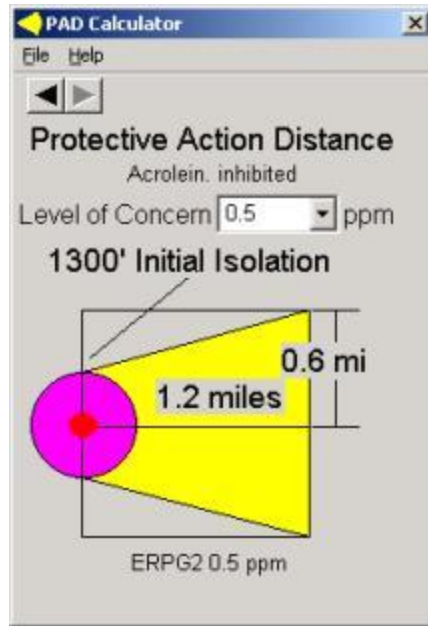 PAD Calculator
File Help
Protective Action Distance
Acrolein. inhibited
Level of Concern 0.5 ppm
1300' Initial Isolation
0.6 mi
1.2 miles
ERPG2 0.5 ppm